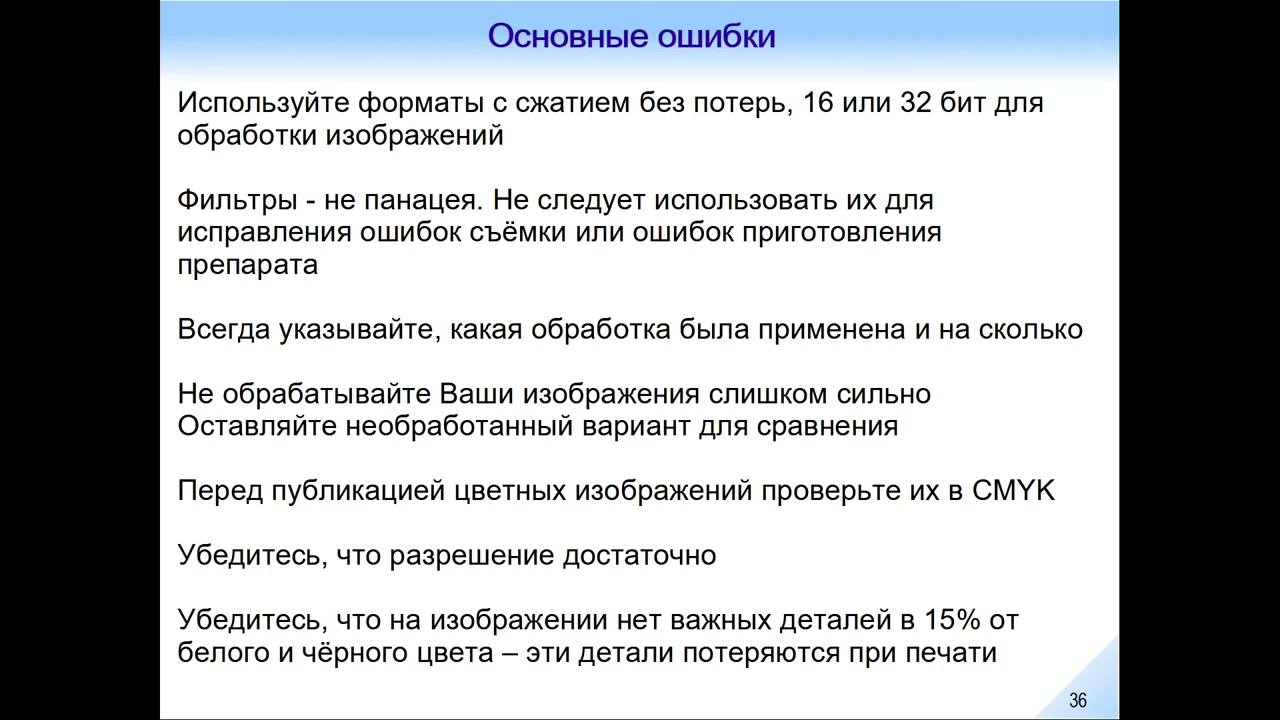 Основные ошибки
Используйте форматы с сжатием без потерь, 16 или 32 бит для
обработки изображений
Фильтры - не панацея. Не следует использовать их для
исправления ошибок съёмки или ошибок приготовления
препарата
Всегда указывайте, какая обработка была применена и на сколько
Не обрабатывайте Ваши изображения слишком сильно
Оставляйте необработанный вариант для сравнения
Перед публикацией цветных изображений проверьте их в CMYK
Убедитесь, что разрешение достаточно
Убедитесь, что на изображении нет важных деталей в 15% от
белого и чёрного цвета – эти детали потеряются при печати
36